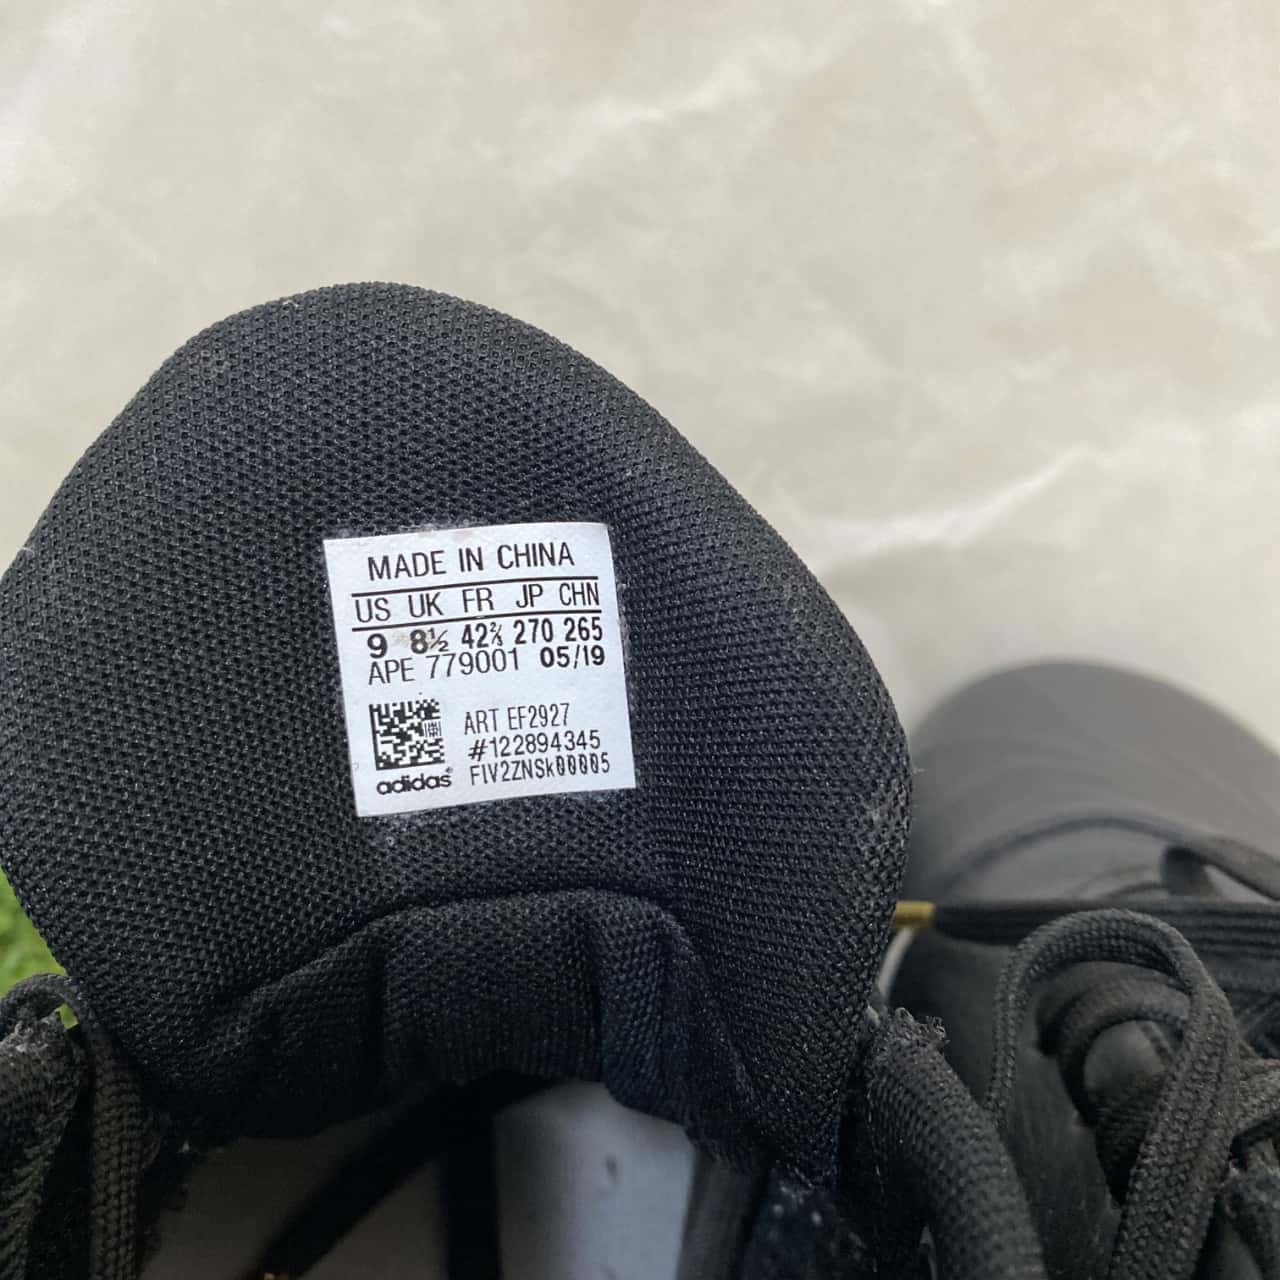 MADE IN CHINA
US UK FR JP CHN
9 8½ 42⅔ 270 265
APE 779001 05/19
ART EF2927
#122894345
adidas FIV2ZNSk00005